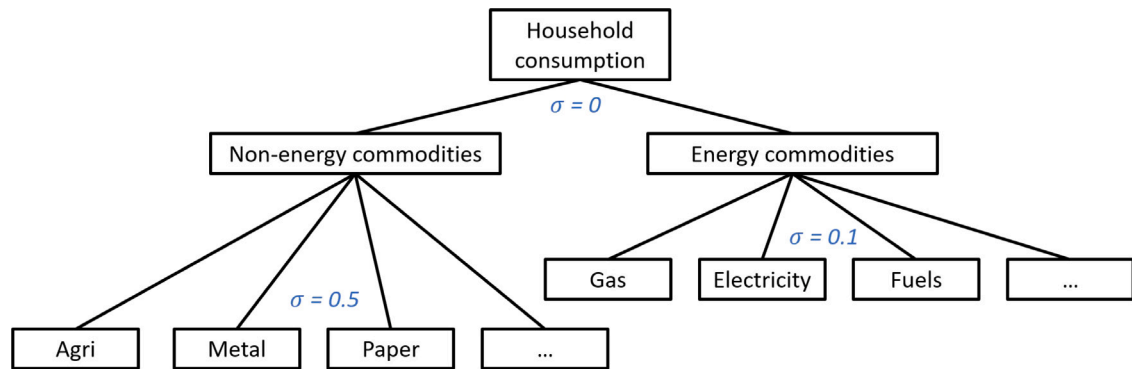 Household
consumption
σ = 0
Non-energy commodities
Energy commodities
σ = 0.1
Gas
Electricity
Fuels
...
σ = 0.5
Agri
Metal
Paper
...